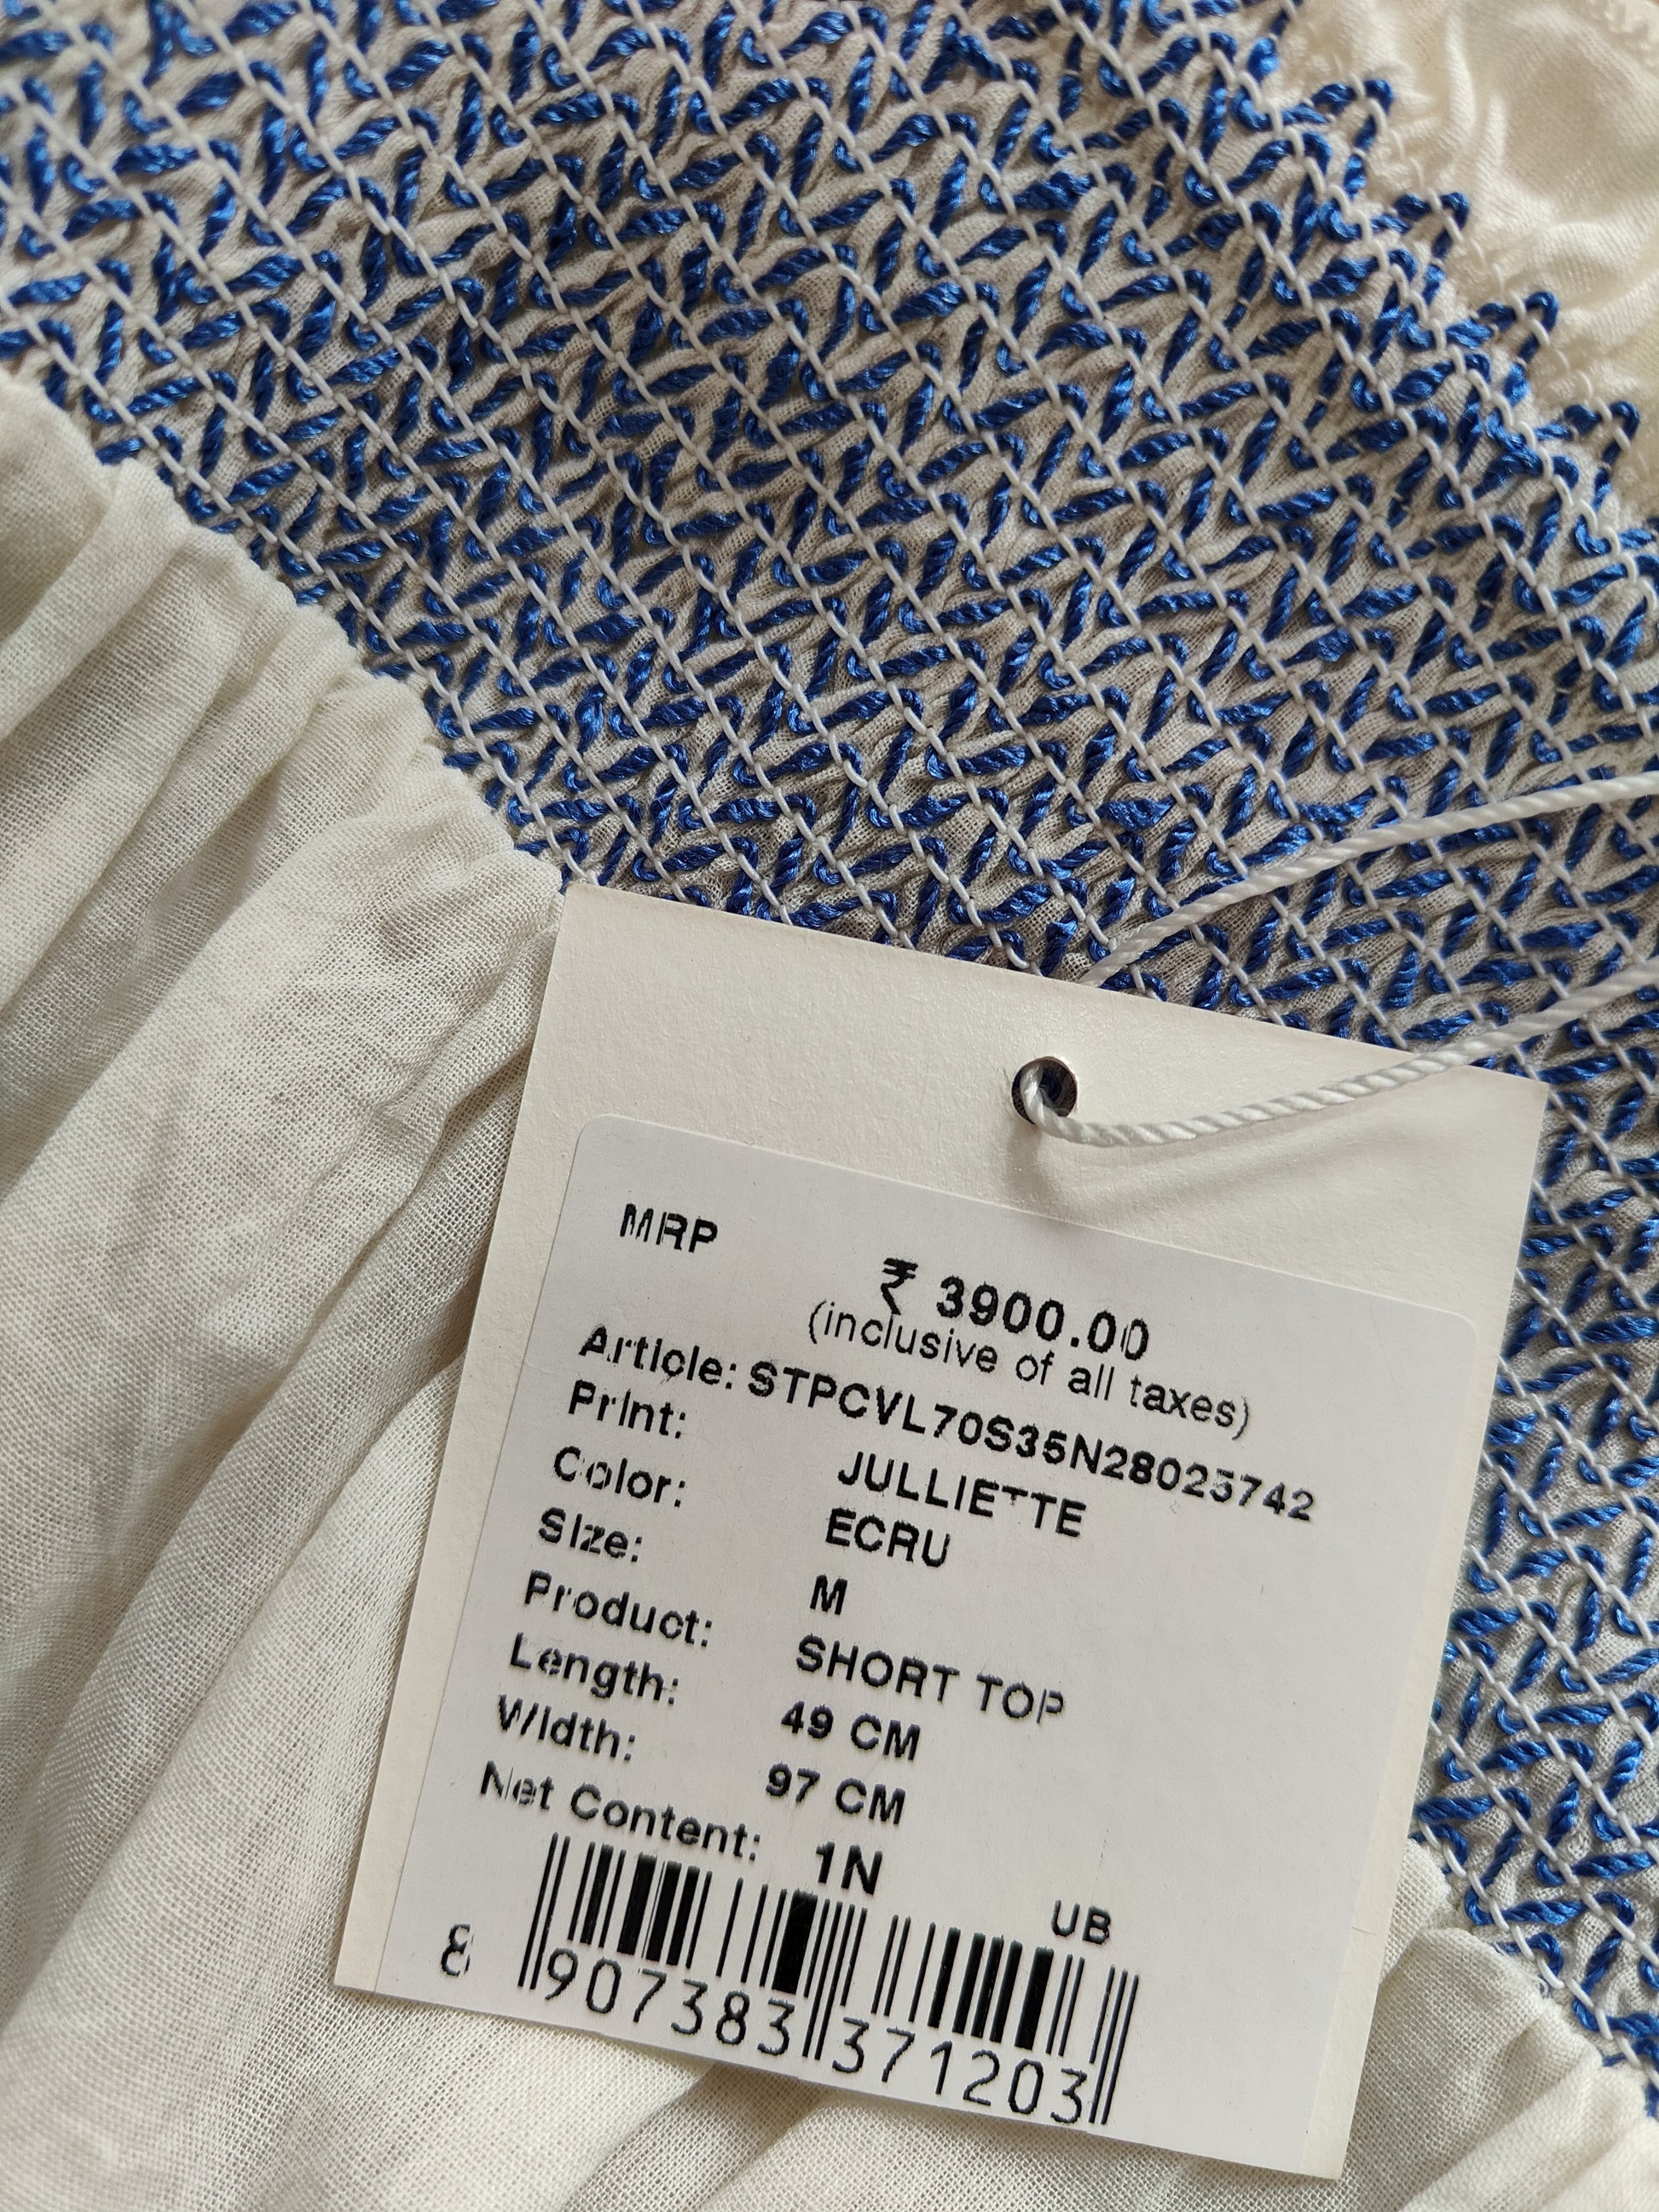 MRP
₹ 3900.00
(inclusive of all taxes)
Article: STPCVL70S35N28025742
Print: JULLIETTE
Color: ECRU
Size: M
Product: SHORT TOP
Length: 49 CM
Width: 97 CM
Net Content: 1N
UB
8 907383 371203